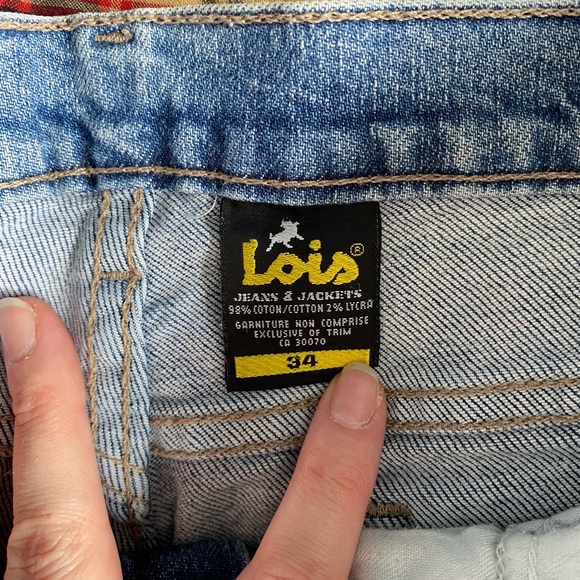 Lois®
JEANS & JACKETS
98% COTON/COTTON 2% LYCRA
GARNITURE NON COMPRISE
EXCLUSIVE OF TRIM
CA 30070
34